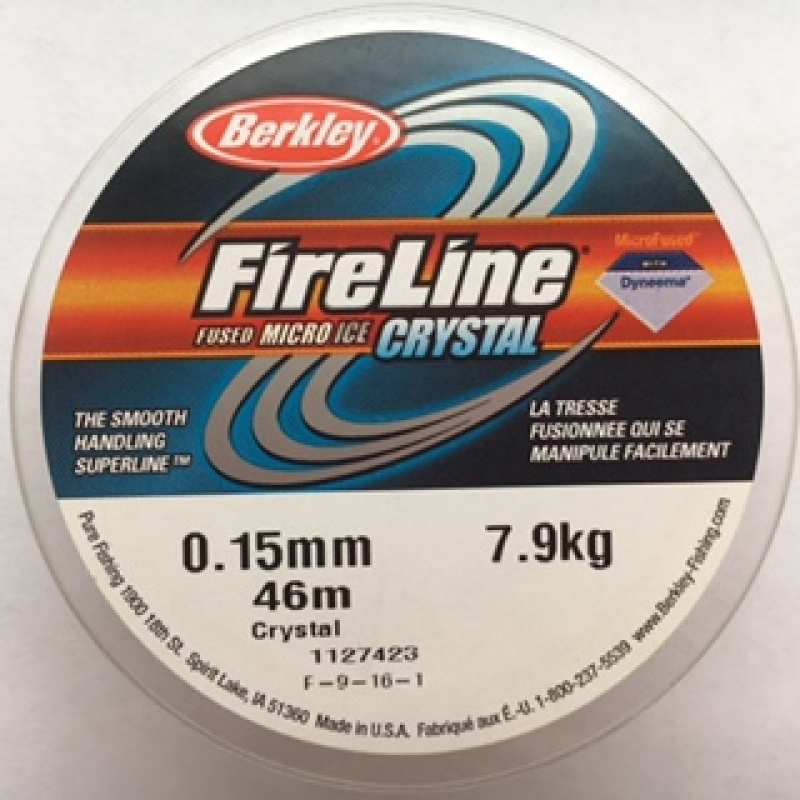 Berkley®
FireLine®
FUSED MICRO ICE CRYSTAL
MicroFused™
WITH
Dyneema®
THE SMOOTH
HANDLING
SUPERLINE™
LA TRESSE
FUSIONNEE QUI SE
MANIPULE FACILEMENT
0.15mm
7.9kg
46m
Crystal
1127423
F-9-16-1
Pure Fishing 1900 18th St. Spirit Lake, IA 51360 Made in U.S.A. Fabriqué aux É.-U. 1-800-237-5539 www.Berkley-Fishing.com